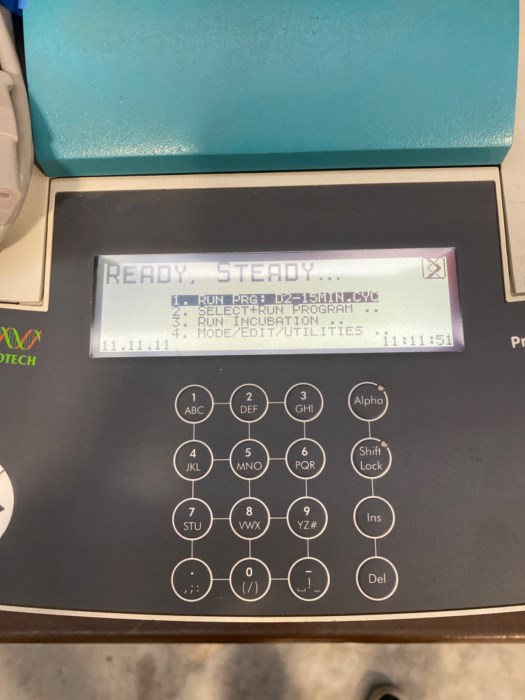 READY, STEADY...
1. RUN PRG: D2-15MIN.CYC
2. SELECT+RUN PROGRAM ..
3. RUN INCUBATION ..
4. MODE/EDIT/UTILITIES ..
11.11.11 11:11:51
OTECH
Pr
1 2 3 Alpha
ABC DEF GHI
4 5 6 Shift Lock
JKL MNO PQR
7 8 9 Ins
STU VWX YZ#
. 0 – Del
,;: (/) _!_